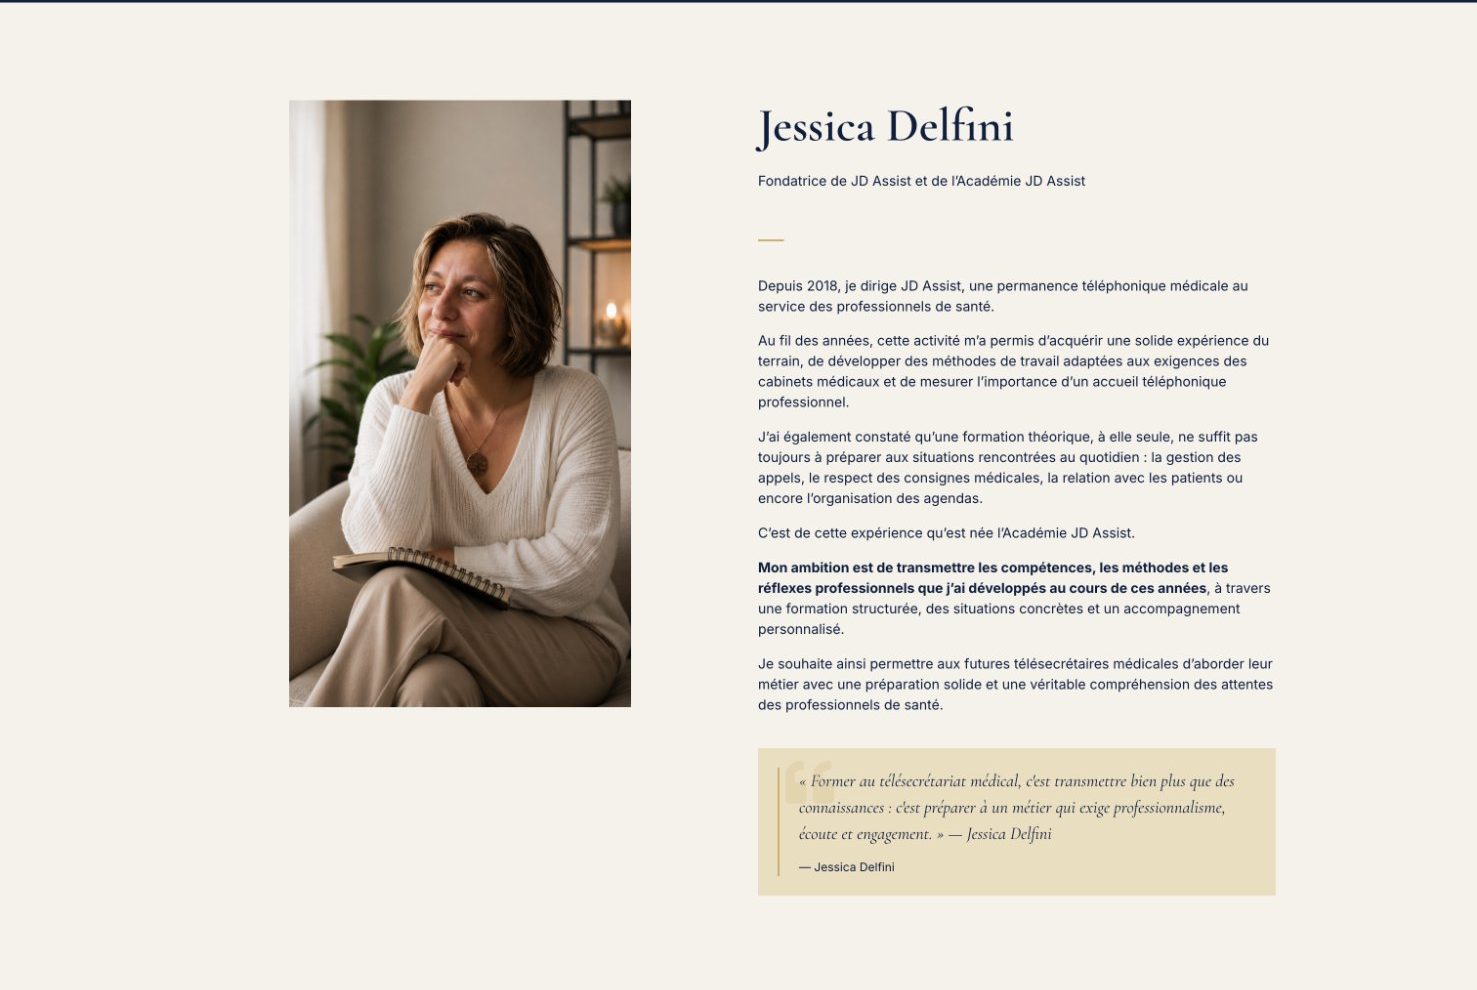 Jessica Delfini
Fondatrice de JD Assist et de l’Académie JD Assist
Depuis 2018, je dirige JD Assist, une permanence téléphonique médicale au
service des professionnels de santé.
Au fil des années, cette activité m’a permis d’acquérir une solide expérience du
terrain, de développer des méthodes de travail adaptées aux exigences des
cabinets médicaux et de mesurer l’importance d’un accueil téléphonique
professionnel.
J’ai également constaté qu’une formation théorique, à elle seule, ne suffit pas
toujours à préparer aux situations rencontrées au quotidien : la gestion des
appels, le respect des consignes médicales, la relation avec les patients ou
encore l’organisation des agendas.
C’est de cette expérience qu’est née l’Académie JD Assist.
Mon ambition est de transmettre les compétences, les méthodes et les
réflexes professionnels que j’ai développés au cours de ces années, à travers
une formation structurée, des situations concrètes et un accompagnement
personnalisé.
Je souhaite ainsi permettre aux futures télésecrétaires médicales d’aborder leur
métier avec une préparation solide et une véritable compréhension des attentes
des professionnels de santé.
« Former au télésecrétariat médical, c'est transmettre bien plus que des
connaissances : c'est préparer à un métier qui exige professionnalisme,
écoute et engagement. » — Jessica Delfini
— Jessica Delfini